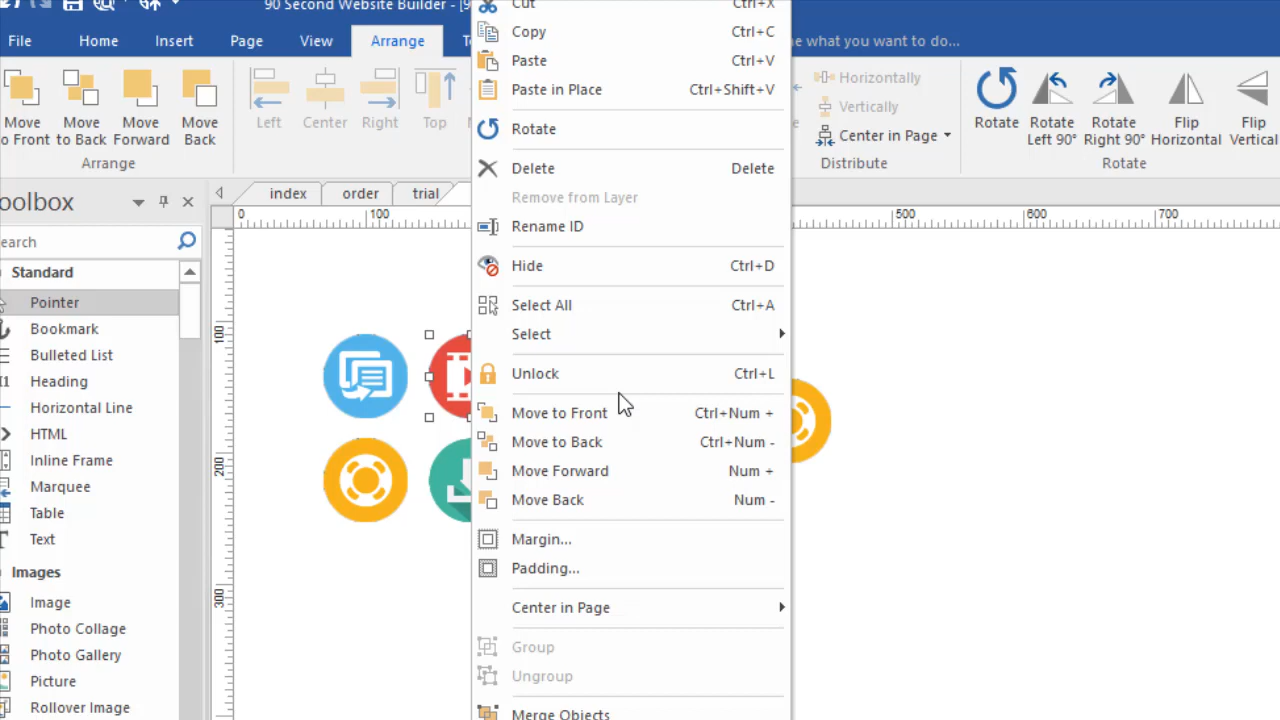 90 Second Website Builder - [9
File Home Insert Page View Arrange
me what you want to do...
Move
to Front
Move
to Back
Move
Forward
Move
Back
Arrange
Left
Center
Right
Top
Horizontally
Vertically
Center in Page
Distribute
Rotate
Rotate
Left 90°
Rotate
Right 90°
Flip
Horizontal
Flip
Vertical
Rotate
oolbox
earch
Standard
Pointer
Bookmark
Bulleted List
Heading
Horizontal Line
HTML
Inline Frame
Marquee
Table
Text
Images
Image
Photo Collage
Photo Gallery
Picture
Rollover Image
index order trial
0 100 500 600 700
100
200
300
Cut Ctrl+X
Copy Ctrl+C
Paste Ctrl+V
Paste in Place Ctrl+Shift+V
Rotate
Delete Delete
Remove from Layer
Rename ID
Hide Ctrl+D
Select All Ctrl+A
Select
Unlock Ctrl+L
Move to Front Ctrl+Num +
Move to Back Ctrl+Num -
Move Forward Num +
Move Back Num -
Margin...
Padding...
Center in Page
Group
Ungroup
Merge Objects